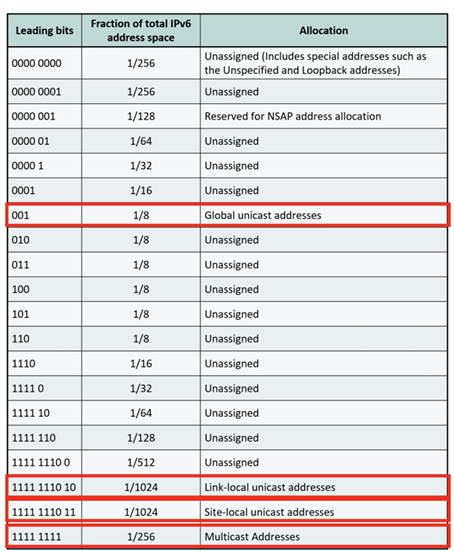 Leading bits Fraction of total IPv6 address space Allocation
0000 0000 1/256 Unassigned (Includes special addresses such as
the Unspecified and Loopback addresses)
0000 0001 1/256 Unassigned
0000 001 1/128 Reserved for NSAP address allocation
0000 01 1/64 Unassigned
0000 1 1/32 Unassigned
0001 1/16 Unassigned
001 1/8 Global unicast addresses
010 1/8 Unassigned
011 1/8 Unassigned
100 1/8 Unassigned
101 1/8 Unassigned
110 1/8 Unassigned
1110 1/16 Unassigned
1111 0 1/32 Unassigned
1111 10 1/64 Unassigned
1111 110 1/128 Unassigned
1111 1110 0 1/512 Unassigned
1111 1110 10 1/1024 Link-local unicast addresses
1111 1110 11 1/1024 Site-local unicast addresses
1111 1111 1/256 Multicast Addresses